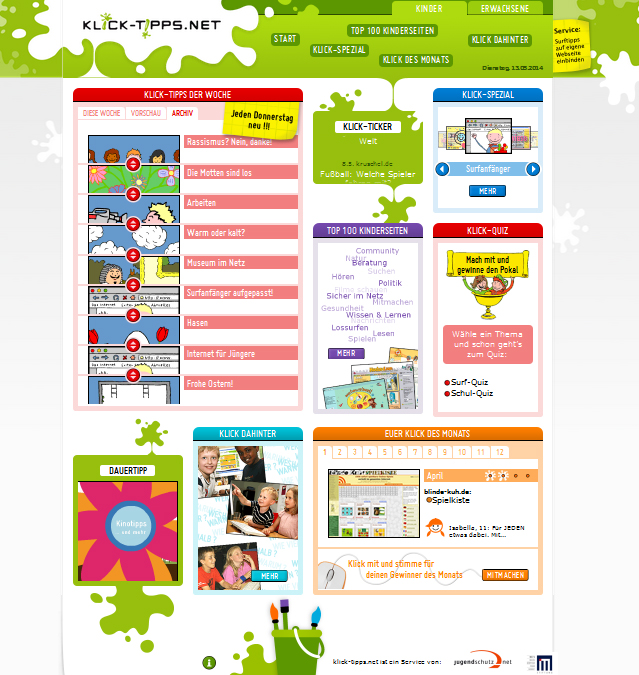 KLICK-TIPPS.NET
KINDER
ERWACHSENE
START
TOP 100 KINDERSEITEN
KLICK-SPEZIAL
KLICK DAHINTER
KLICK DES MONATS
Dienstag, 13.05.2014
Service:
Surftipps
auf eigene
Webseite
einbinden
KLICK-TIPPS DER WOCHE
DIESE WOCHE
VORSCHAU
ARCHIV
Jeden Donnerstag
neu !!!
Rassismus? Nein, danke!
Die Motten sind los
Arbeiten
Warm oder kalt?
Museum im Netz
Surfanfänger aufgepasst!
Hasen
Internet für Jüngere
Frohe Ostern!
KLICK-TICKER
Welt
8.5. kruschel.de
Fußball: Welche Spieler
KLICK-SPEZIAL
Surfanfänger
MEHR
TOP 100 KINDERSEITEN
Community
Natur
Beratung
Suchen
Hören
Politik
Sicher im Netz
Mitmachen
Gesundheit
Wissen & Lernen
Nachrichten
Lossurfen
Lesen
Spielen
MEHR
KLICK-QUIZ
Mach mit und
gewinne den Pokal
Wähle ein Thema
und schon geht's
zum Quiz:
Surf-Quiz
Schul-Quiz
DAUERTIPP
Kinotipps
und mehr
KLICK DAHINTER
MEHR
EUER KLICK DES MONATS
1 2 3 4 5 6 7 8 9 10 11 12
April
blinde-kuh.de:
Spielkiste
Isabella, 11: Für JEDEN
etwas dabei. Mit...
Klick mit und stimme für
deinen Gewinner des Monats
MITMACHEN
klick-tipps.net ist ein Service von:
jugendschutz.net